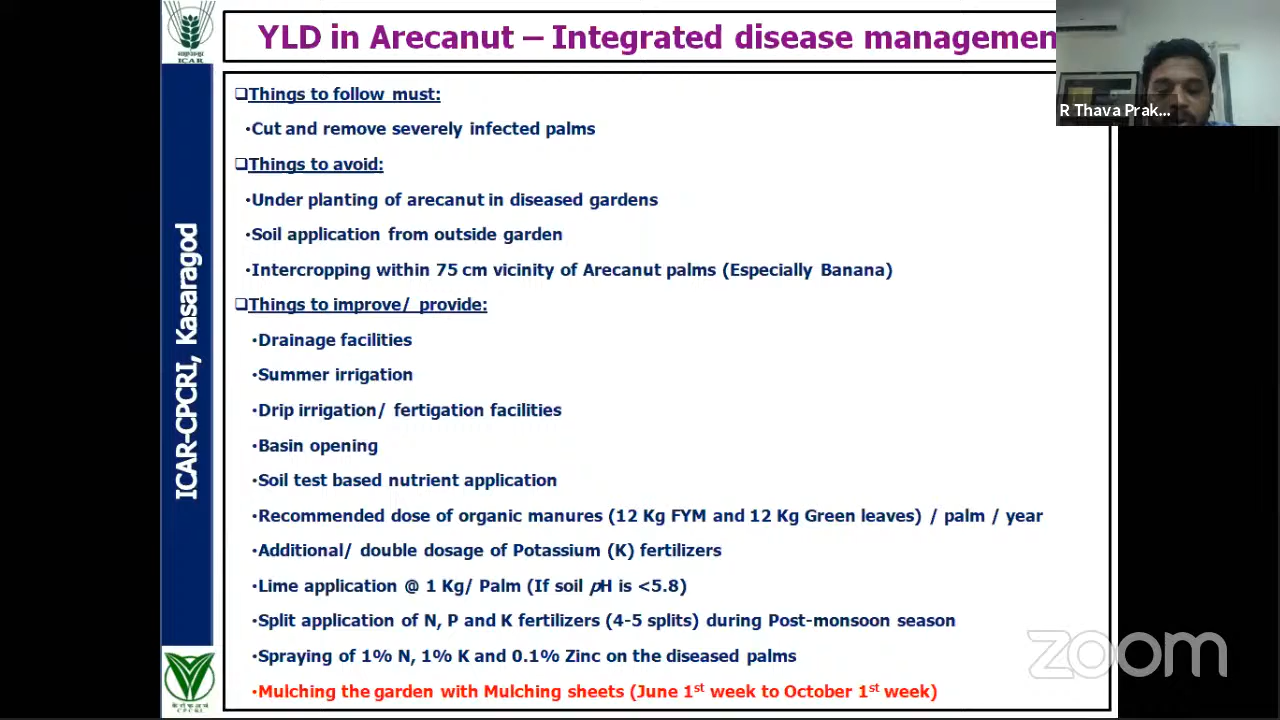 YLD in Arecanut – Integrated disease managemen
R Thava Prak...
❑Things to follow must:
•Cut and remove severely infected palms
❑Things to avoid:
•Under planting of arecanut in diseased gardens
•Soil application from outside garden
•Intercropping within 75 cm vicinity of Arecanut palms (Especially Banana)
❑Things to improve/ provide:
•Drainage facilities
•Summer irrigation
•Drip irrigation/ fertigation facilities
•Basin opening
•Soil test based nutrient application
•Recommended dose of organic manures (12 Kg FYM and 12 Kg Green leaves) / palm / year
•Additional/ double dosage of Potassium (K) fertilizers
•Lime application @ 1 Kg/ Palm (If soil pH is <5.8)
•Split application of N, P and K fertilizers (4-5 splits) during Post-monsoon season
•Spraying of 1% N, 1% K and 0.1% Zinc on the diseased palms
•Mulching the garden with Mulching sheets (June 1st week to October 1st week)
ICAR
ICAR-CPCRI, Kasaragod
CPCRI
zoom